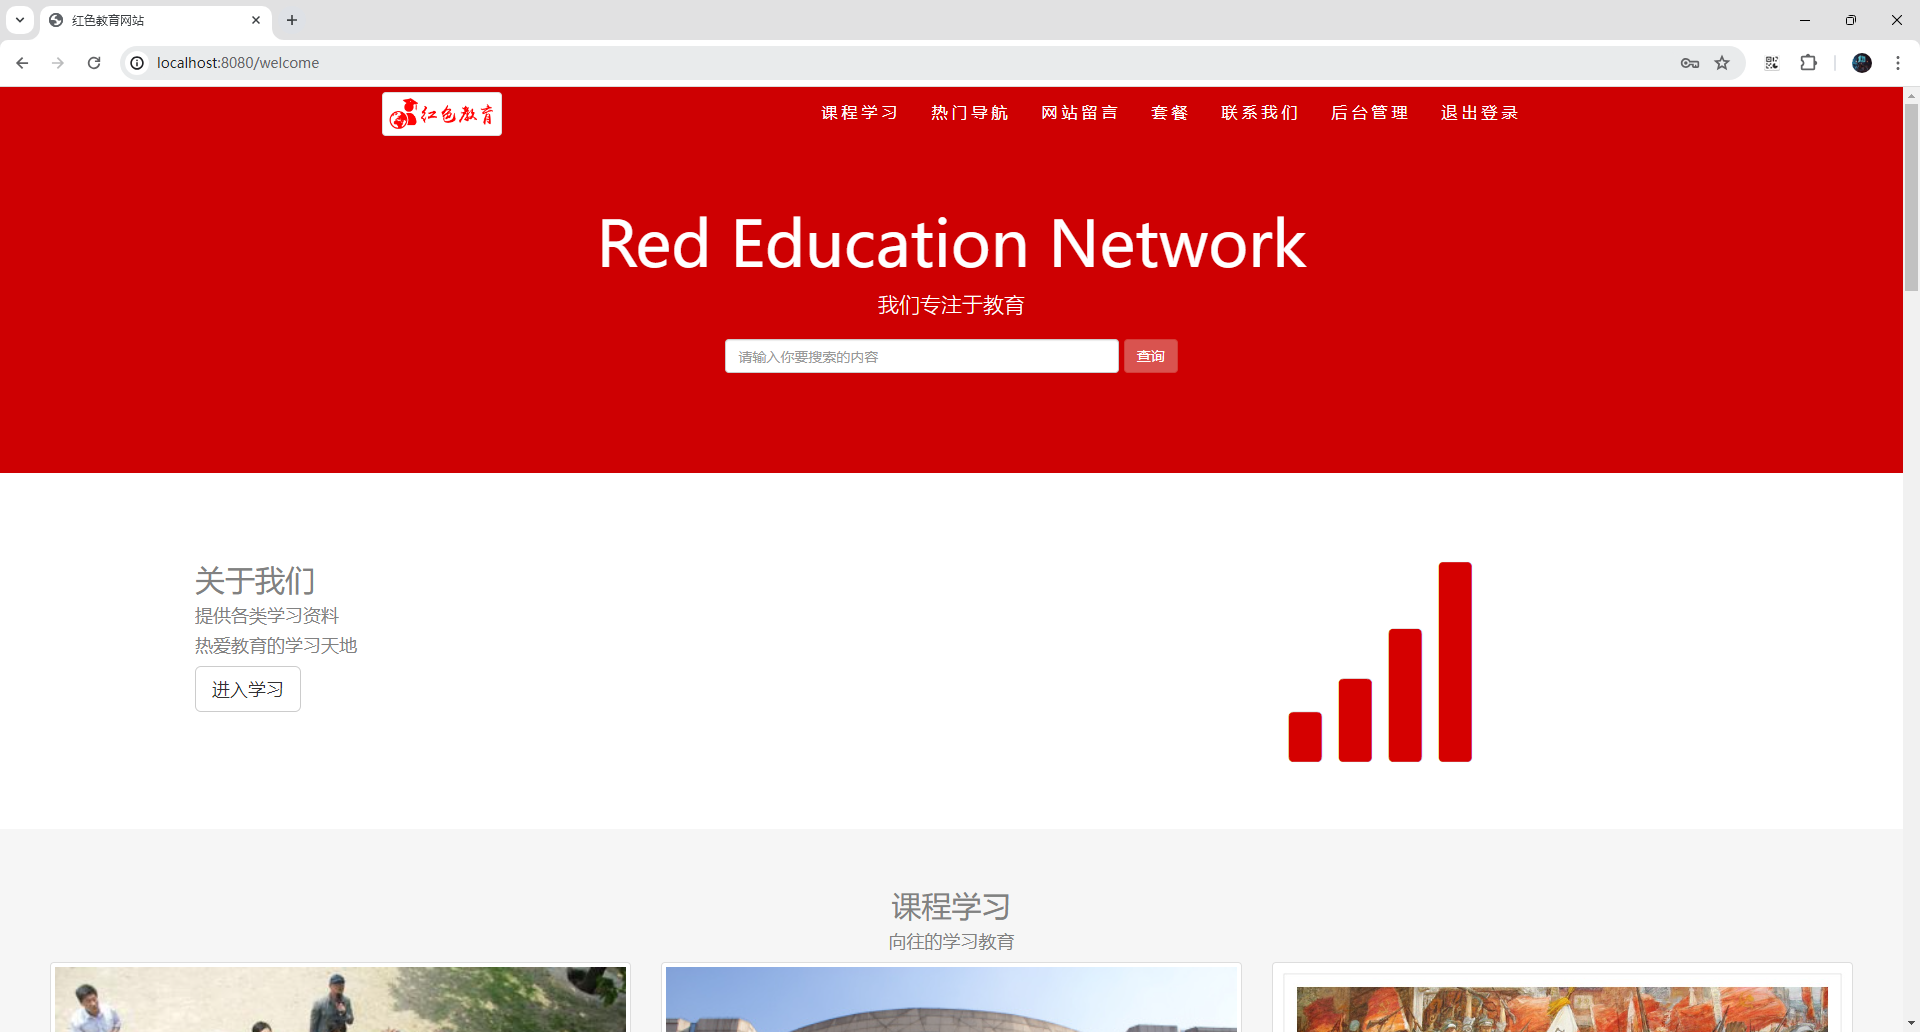 红色教育网站
localhost:8080/welcome
红色教育
课程学习
热门导航
网站留言
套餐
联系我们
后台管理
退出登录
Red Education Network
我们专注于教育
请输入你要搜索的内容
查询
关于我们
提供各类学习资料
热爱教育的学习天地
进入学习
课程学习
向往的学习教育